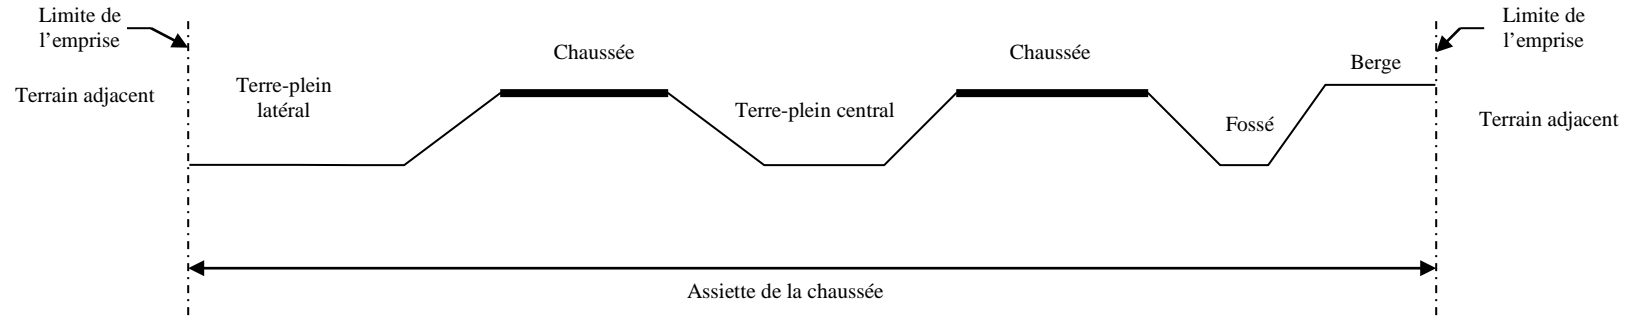 Limite de
l’emprise
Terrain adjacent
Terre-plein
latéral
Chaussée
Terre-plein central
Chaussée
Fossé
Berge
Limite de
l’emprise
Terrain adjacent
Assiette de la chaussée